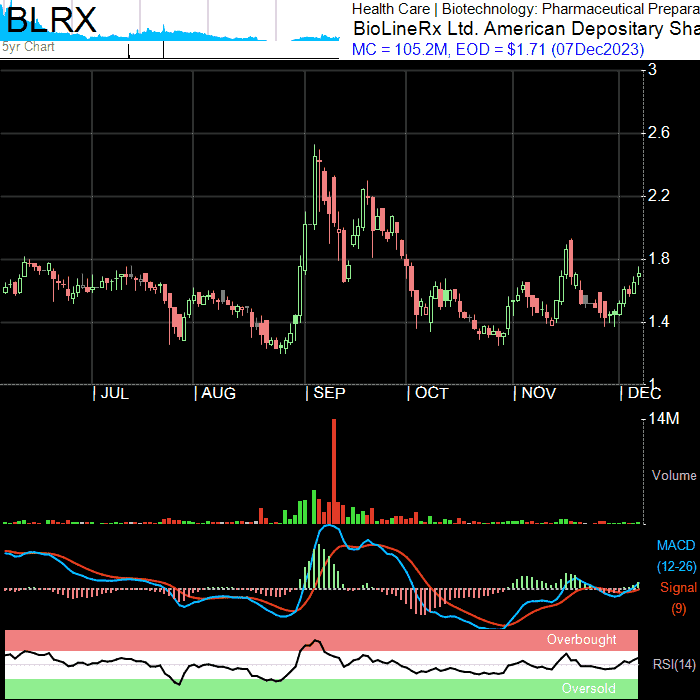 BLRX
5yr Chart
Health Care | Biotechnology: Pharmaceutical Prepara
BioLineRx Ltd. American Depositary Sha
MC = 105.2M, EOD = $1.71 (07Dec2023)
3
2.6
2.2
1.8
1.4
1
| JUL | AUG | SEP | OCT | NOV | DEC
14M
Volume
MACD
(12-26)
Signal
(9)
Overbought
RSI(14)
Oversold